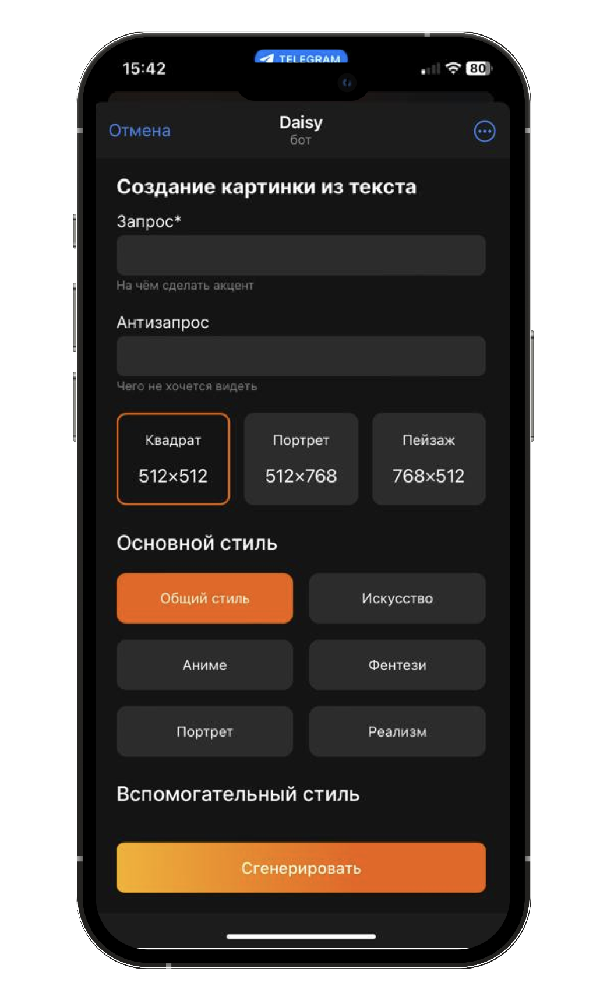 TELEGRAM
15:42
80
Отмена
Daisy
бот
Создание картинки из текста
Запрос*
На чём сделать акцент
Антизапрос
Чего не хочется видеть
Квадрат Портрет Пейзаж
512×512 512×768 768×512
Основной стиль
Общий стиль Искусство
Аниме Фентези
Портрет Реализм
Вспомогательный стиль
Сгенерировать